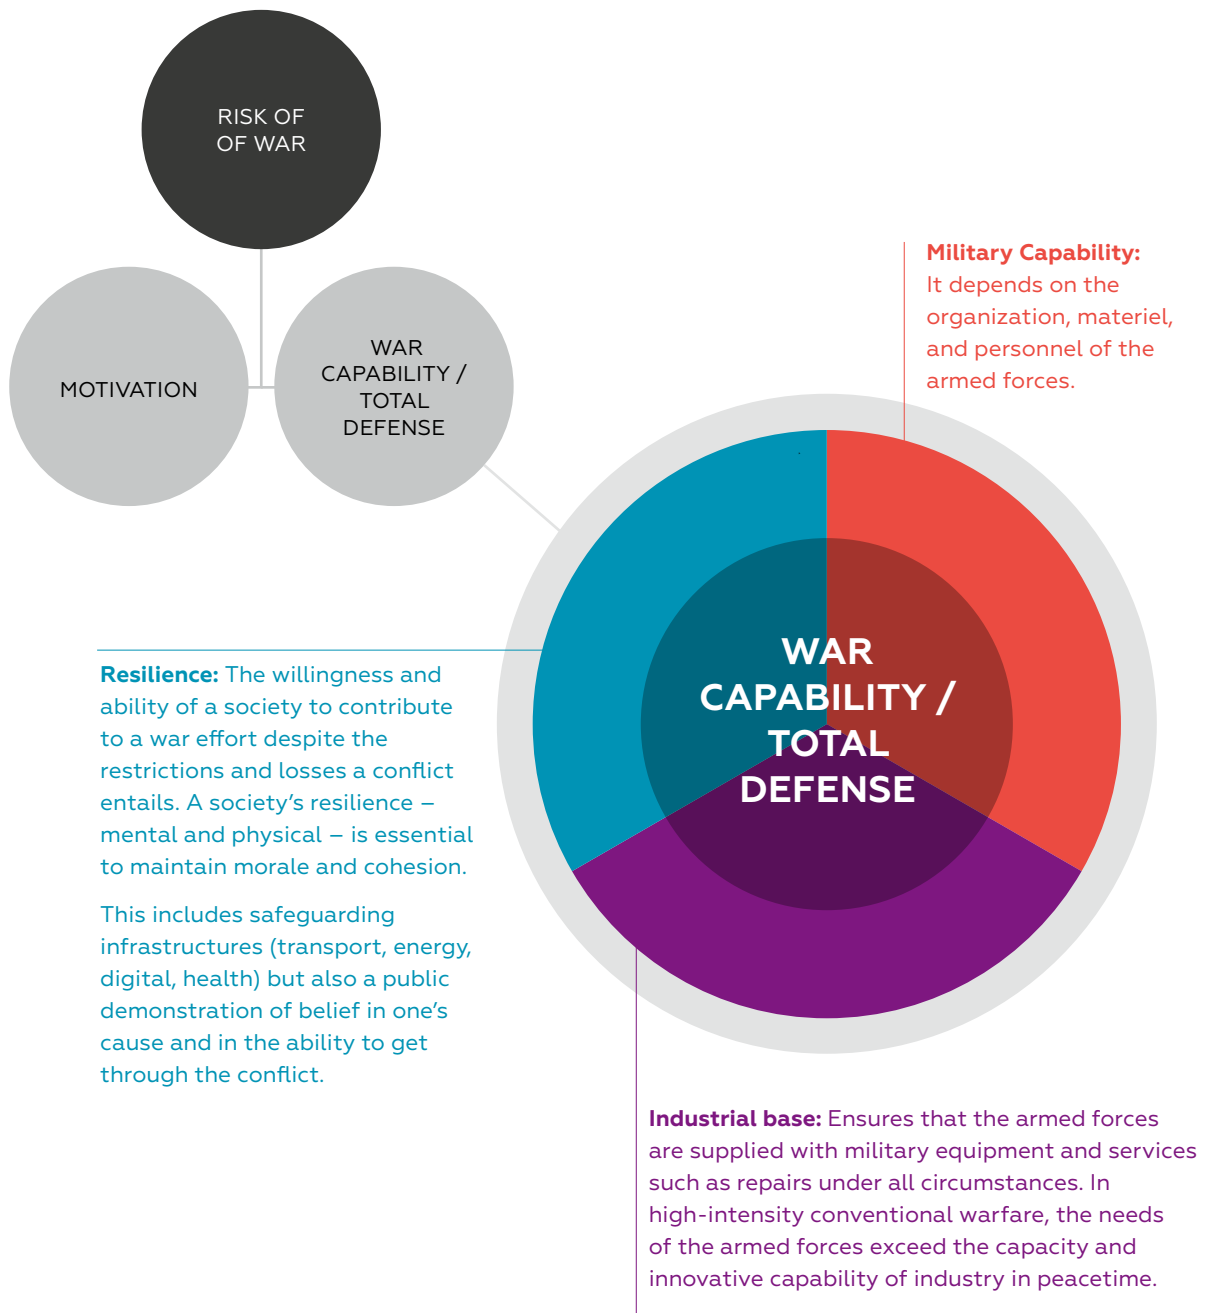 RISK OF
OF WAR
MOTIVATION
WAR
CAPABILITY /
TOTAL
DEFENSE
Military Capability:
It depends on the
organization, materiel,
and personnel of the
armed forces.
WAR
CAPABILITY /
TOTAL
DEFENSE
Resilience: The willingness and
ability of a society to contribute
to a war effort despite the
restrictions and losses a conflict
entails. A society’s resilience –
mental and physical – is essential
to maintain morale and cohesion.
This includes safeguarding
infrastructures (transport, energy,
digital, health) but also a public
demonstration of belief in one’s
cause and in the ability to get
through the conflict.
Industrial base: Ensures that the armed forces
are supplied with military equipment and services
such as repairs under all circumstances. In
high-intensity conventional warfare, the needs
of the armed forces exceed the capacity and
innovative capability of industry in peacetime.